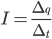 I = Δq / Δt